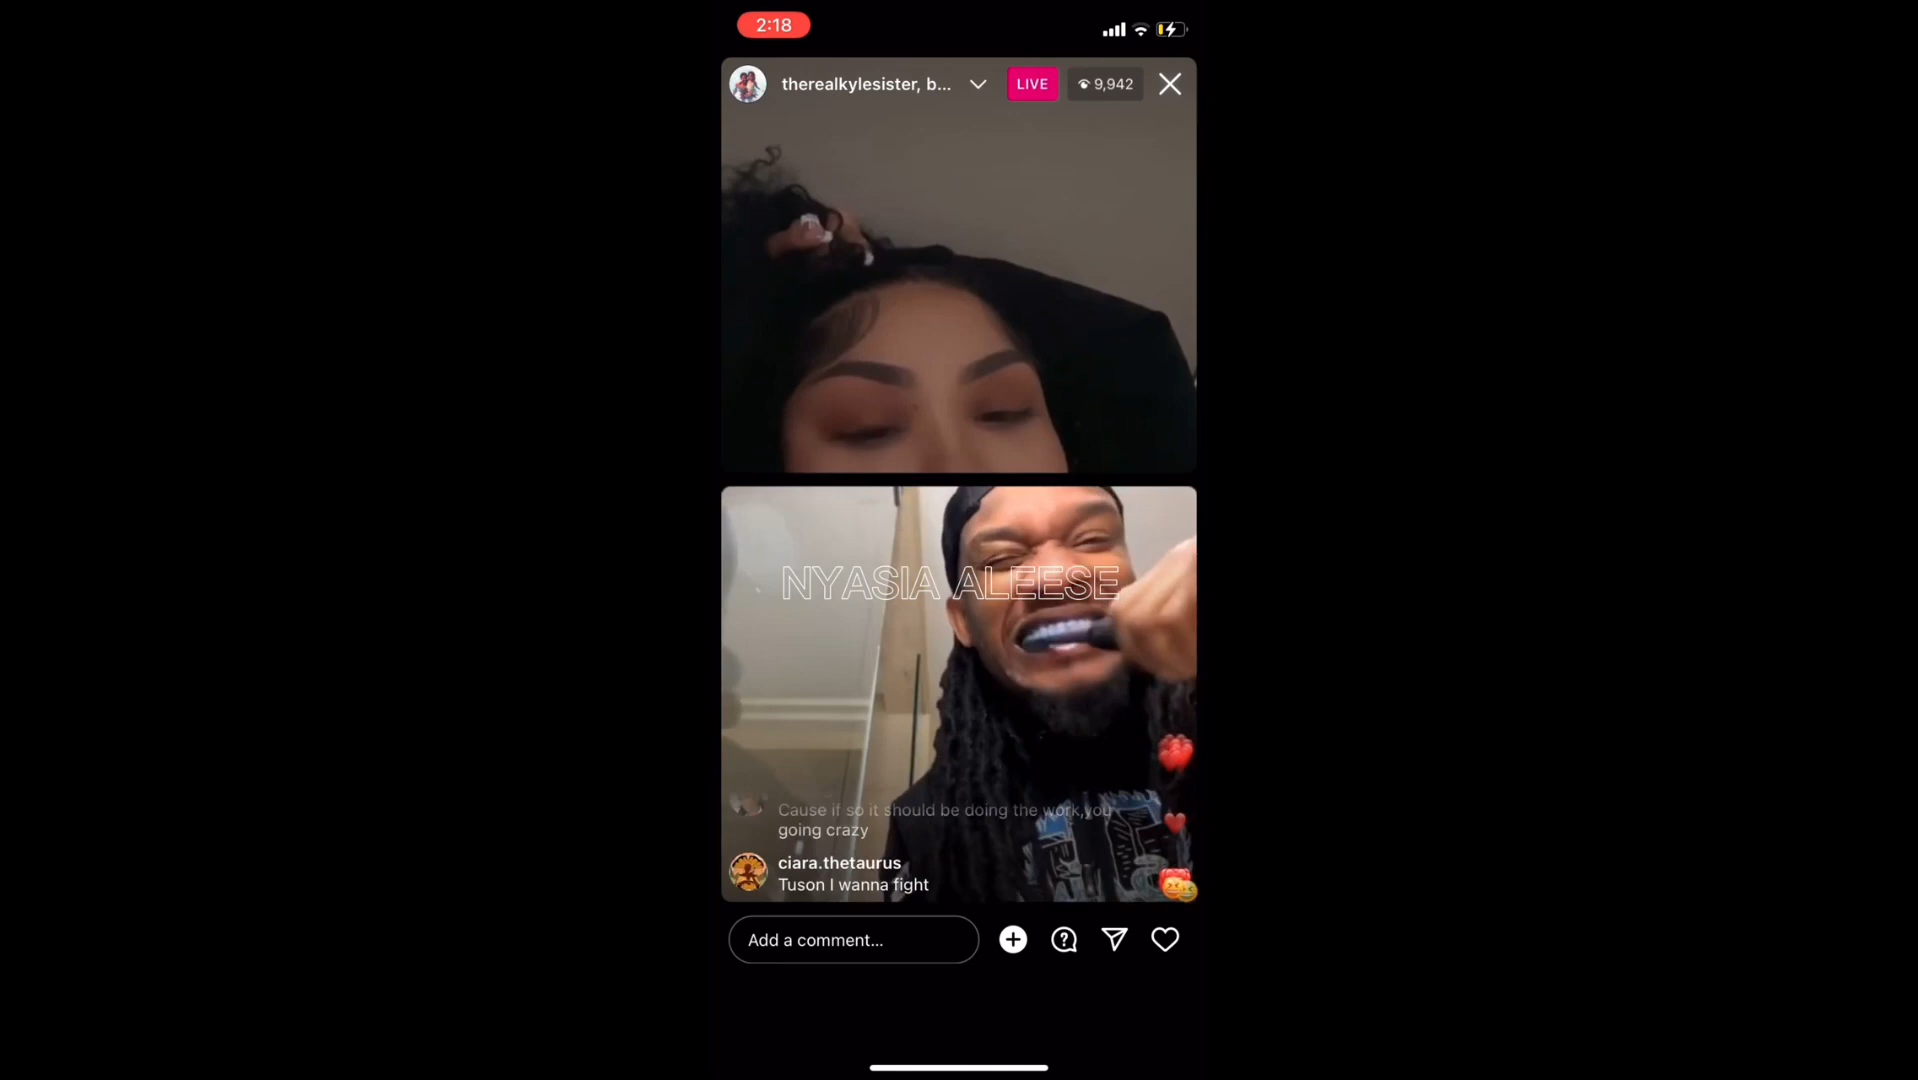 2:18
therealkylesister, b...
LIVE
9,942
NYASIA ALEESE
Cause if so it should be doing the work,you
going crazy
ciara.thetaurus
Tuson I wanna fight
Add a comment...